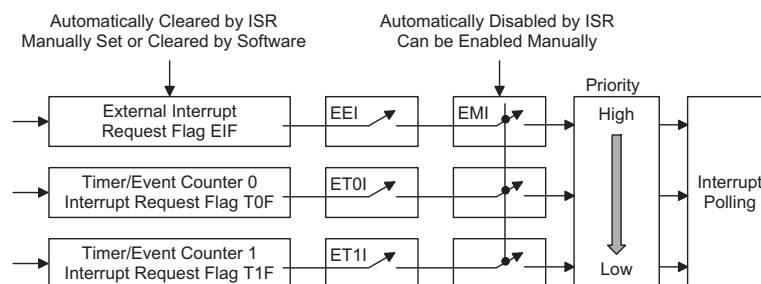 Automatically Cleared by ISR
Manually Set or Cleared by Software
Automatically Disabled by ISR
Can be Enabled Manually
Priority
External Interrupt
Request Flag EIF
EEI
EMI
High
Timer/Event Counter 0
Interrupt Request Flag T0F
ET0I
Interrupt
Polling
Timer/Event Counter 1
Interrupt Request Flag T1F
ET1I
Low